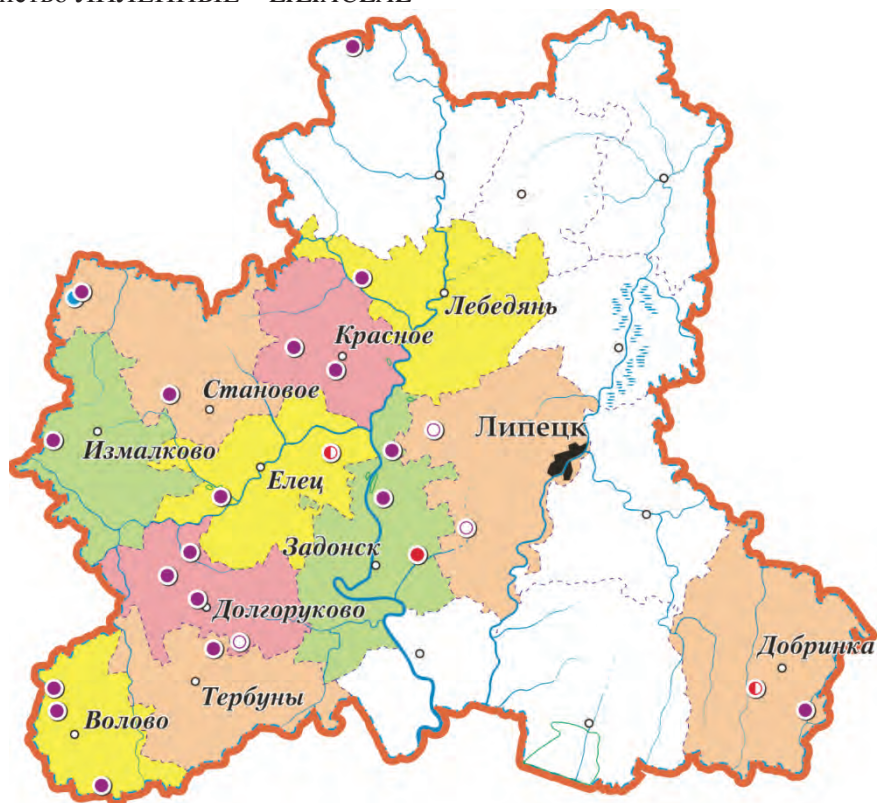 Лебедянь
Красное
Становое
Липецк
Измалково
Елец
Задонск
Долгоруково
Добринка
Тербуны
Волово